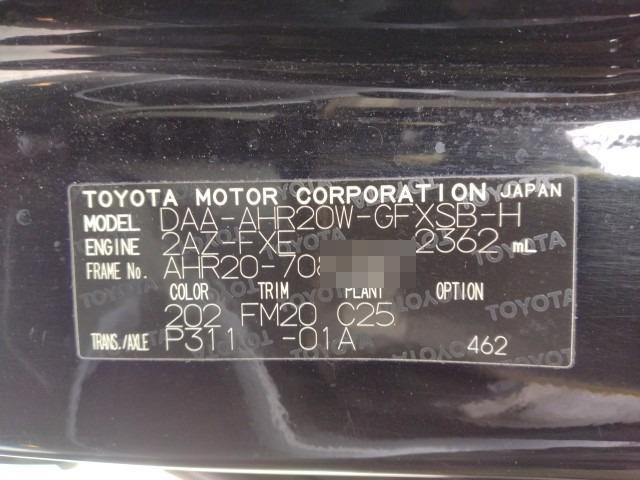 TOYOTA MOTOR CORPORATION JAPAN
MODEL DAA-AHR20W-GFXSB-H
ENGINE 2AZ-FXE 2362 mL
FRAME No. AHR20-708
COLOR TRIM PLANT OPTION
202 FM20 C25
TRANS./AXLE P311 -01A 462